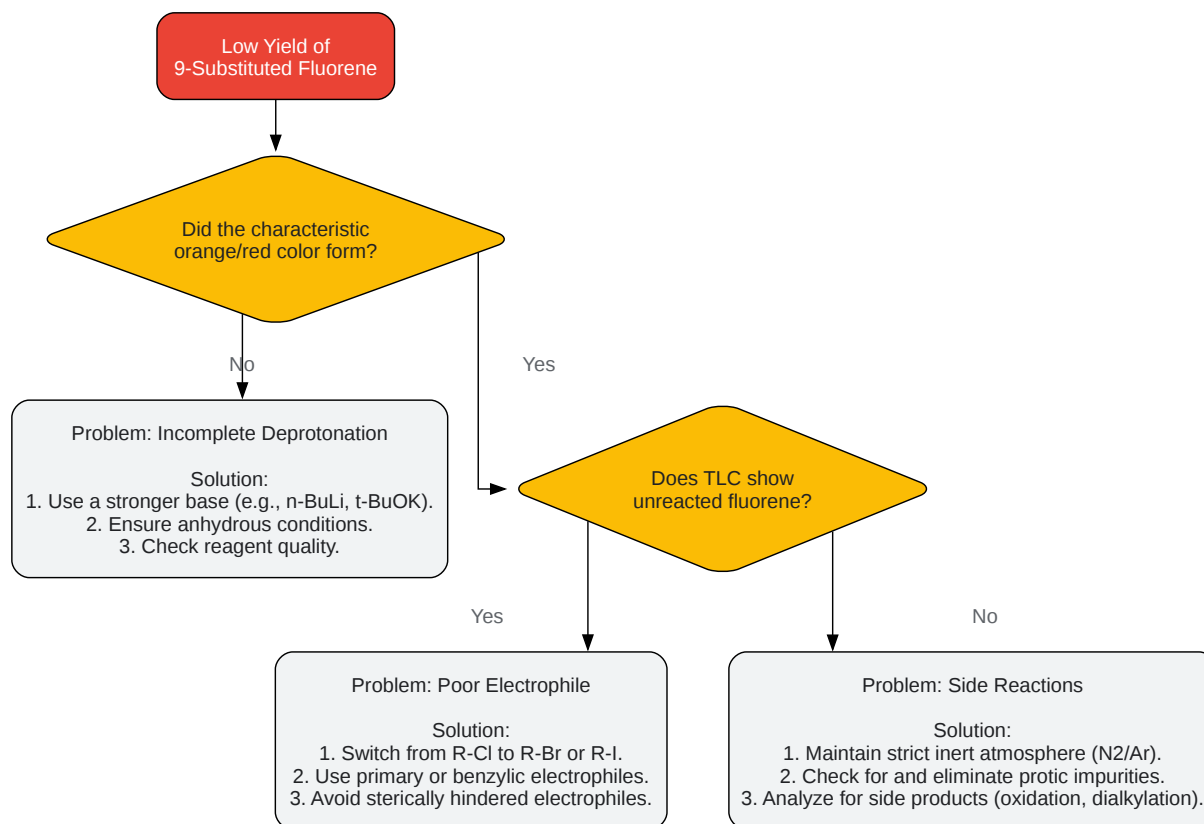 Low Yield of
9-Substituted Fluorene
Did the characteristic
orange/red color form?
No
Yes
Problem: Incomplete Deprotonation
Solution:
1. Use a stronger base (e.g., n-BuLi, t-BuOK).
2. Ensure anhydrous conditions.
3. Check reagent quality.
Does TLC show
unreacted fluorene?
Yes
No
Problem: Poor Electrophile
Solution:
1. Switch from R-Cl to R-Br or R-I.
2. Use primary or benzylic electrophiles.
3. Avoid sterically hindered electrophiles.
Problem: Side Reactions
Solution:
1. Maintain strict inert atmosphere (N2/Ar).
2. Check for and eliminate protic impurities.
3. Analyze for side products (oxidation, dialkylation).